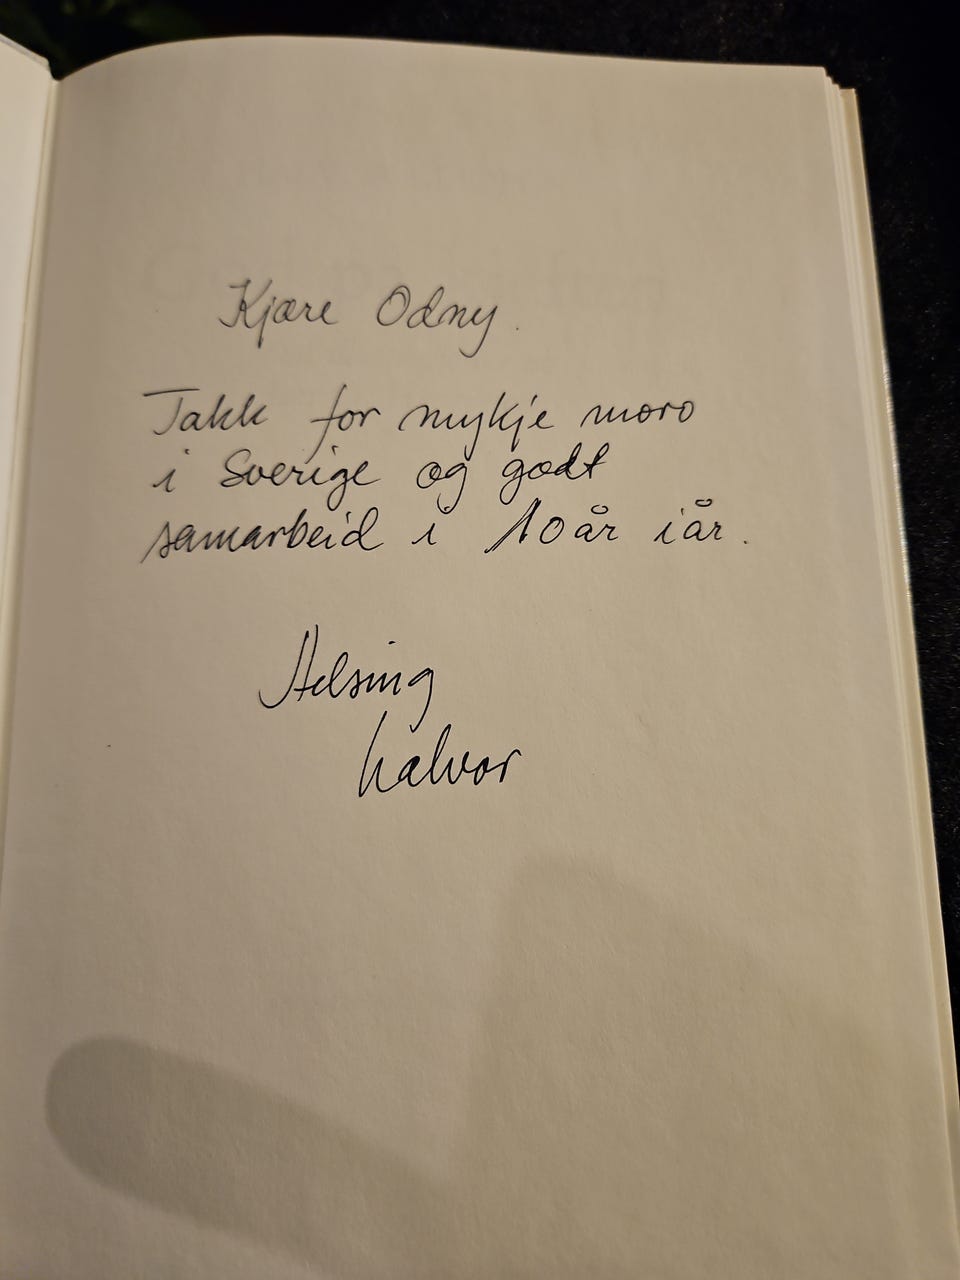 Kjære Odny.
Takk for mykje moro
i Sverige og godt
samarbeid i 10 år i år.
Helsing
halvor